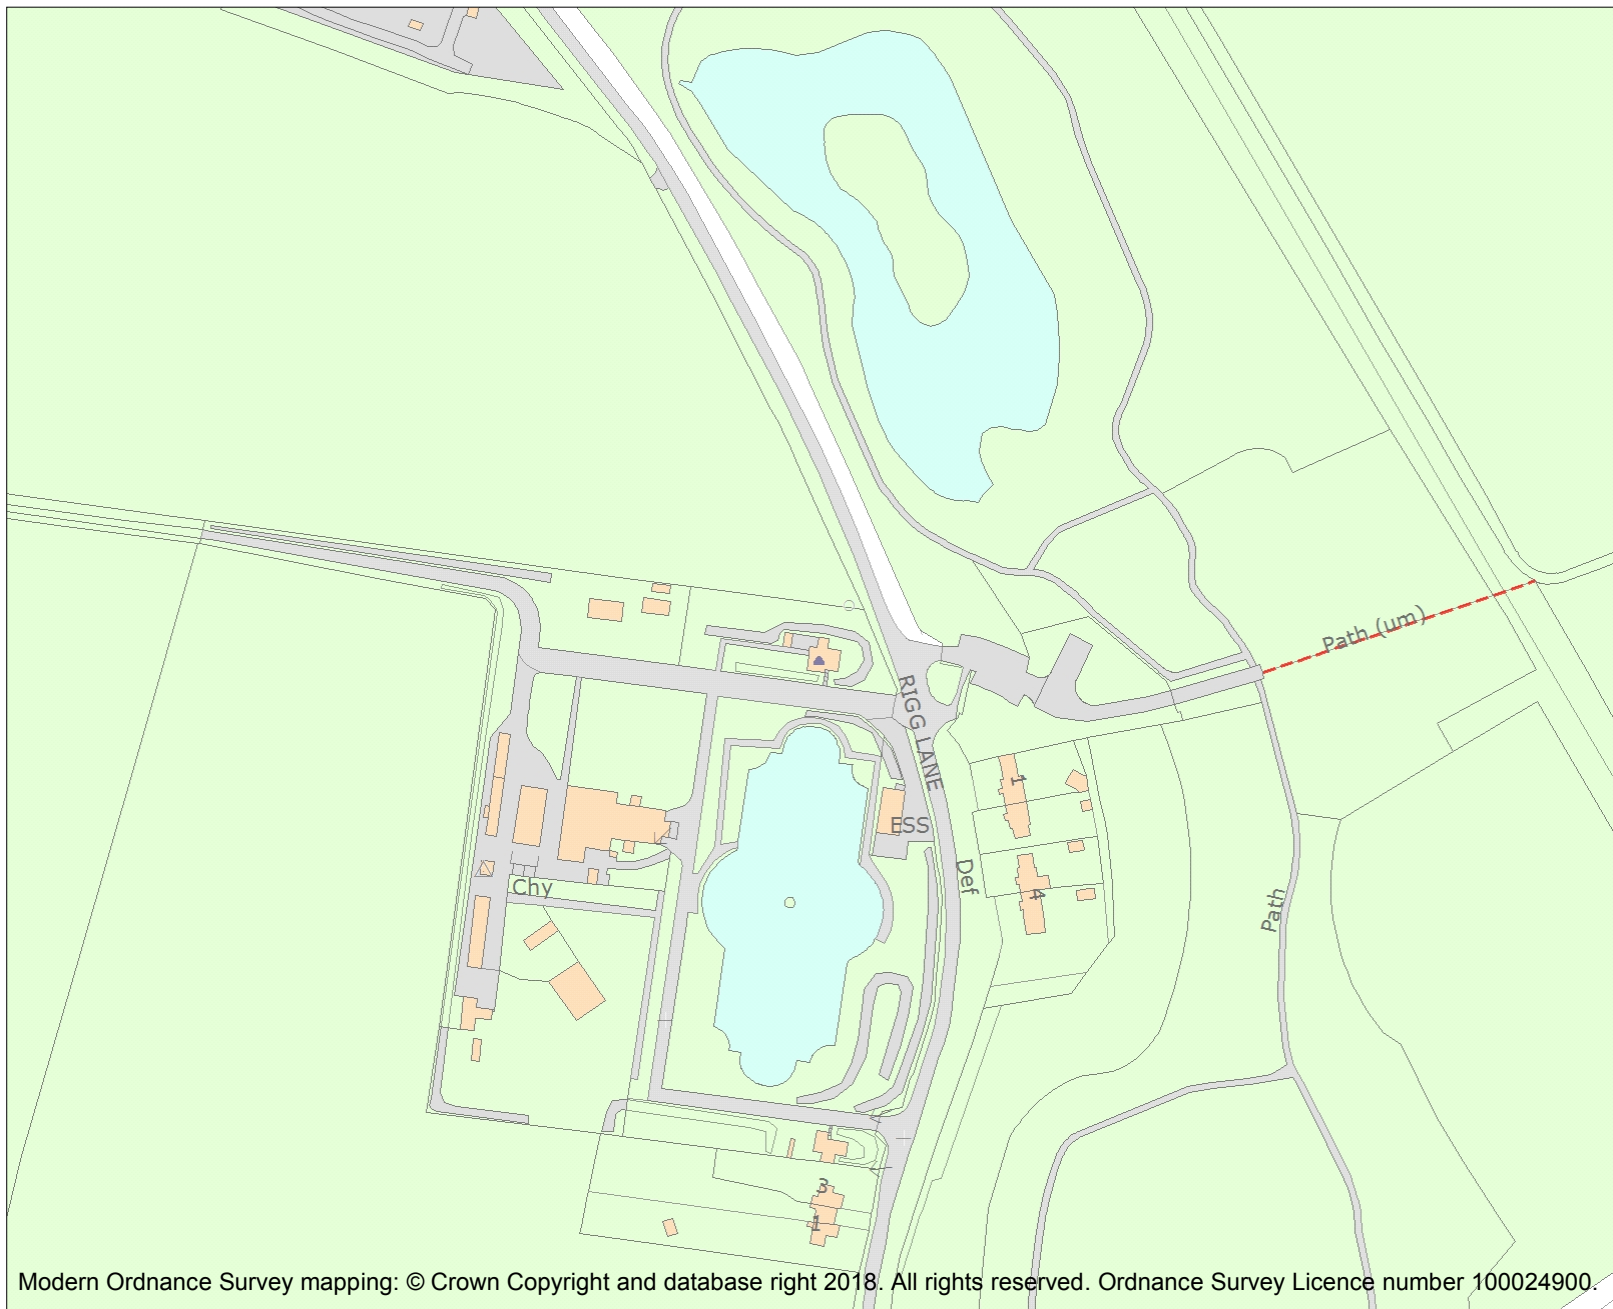 Path (um)
RIGG LANE
1
ESS
Def
Chy
4
Path
3
1
Modern Ordnance Survey mapping: © Crown Copyright and database right 2018. All rights reserved. Ordnance Survey Licence number 100024900.